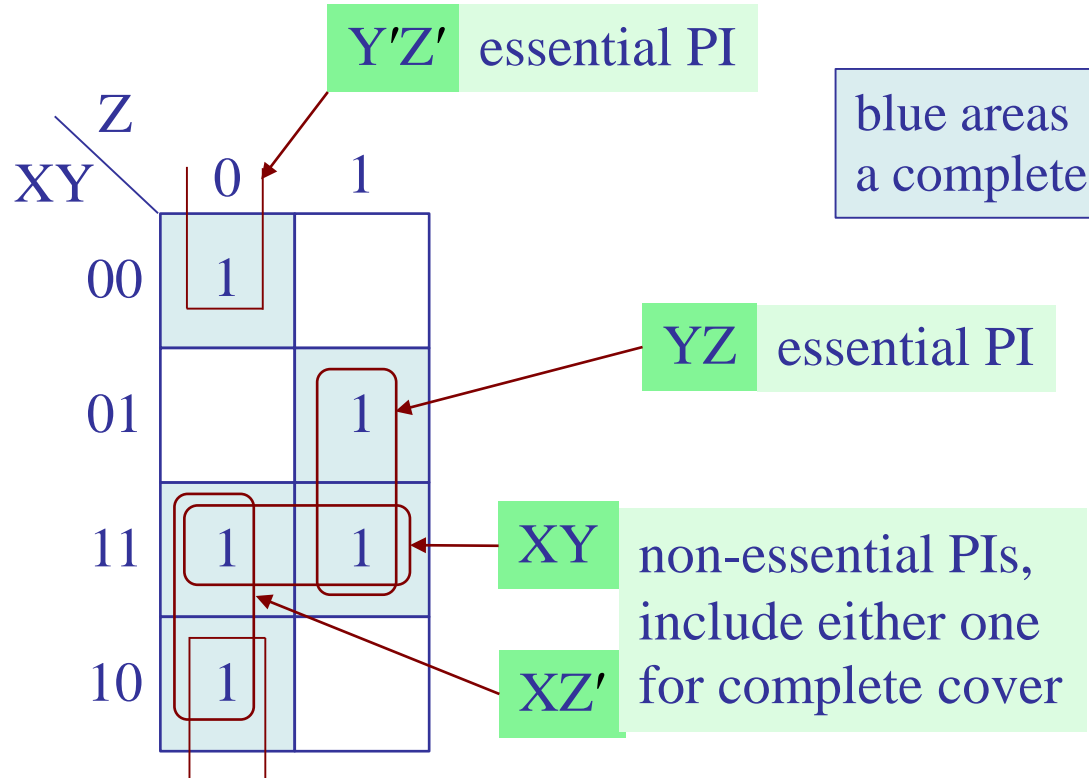 Y'Z' essential PI
blue areas
a complete
Z
XY
0 1
00 1
YZ essential PI
01 1
11 1 1
XY
non-essential PIs,
include either one
for complete cover
10 1
XZ'